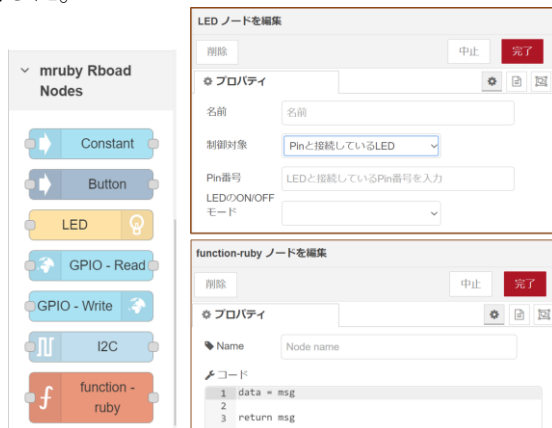 した。
mruby Rboad
Nodes
Constant
Button
LED
GPIO - Read
GPIO - Write
I2C
function -
ruby
LED ノードを編集
削除
中止
完了
プロパティ
名前
名前
制御対象
Pinと接続しているLED
Pin番号
LEDと接続しているPin番号を入力
LEDのON/OFF
モード
function-ruby ノードを編集
削除
中止
完了
プロパティ
Name
Node name
コード
1 data = msg
2
3 return msg